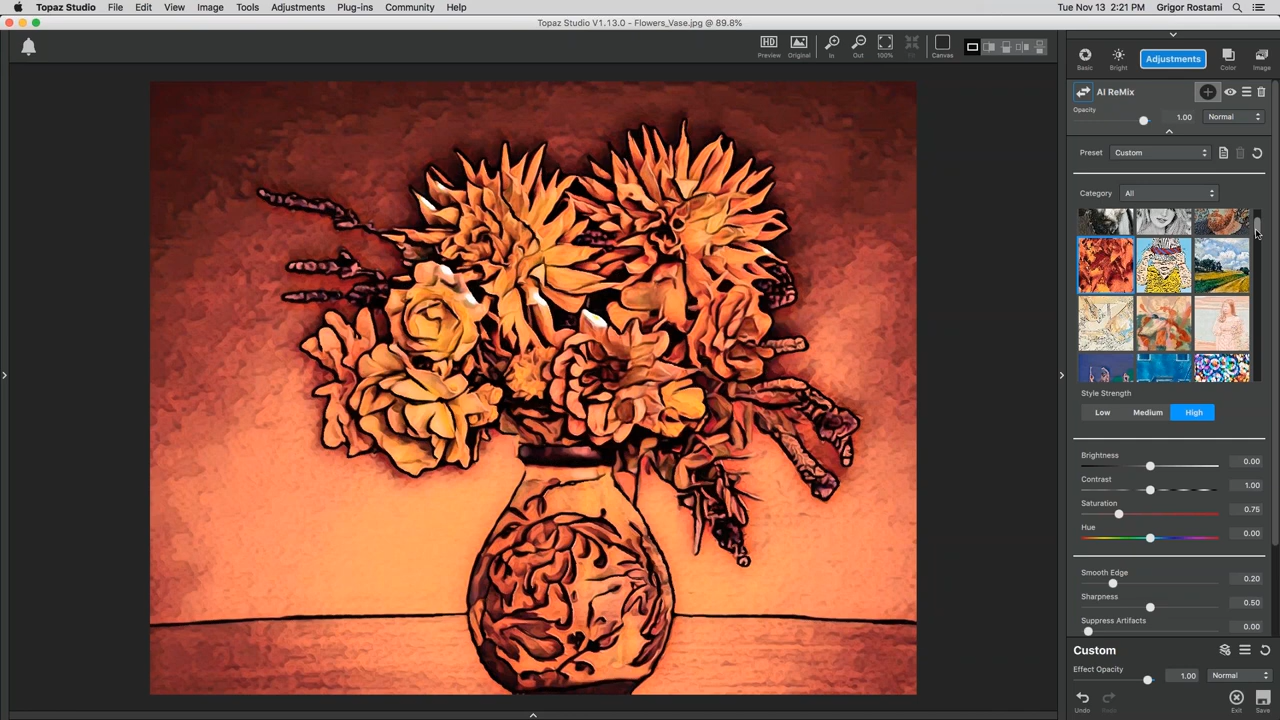 Topaz Studio File Edit View Image Tools Adjustments Plug-ins Community Help Tue Nov 13 2:21 PM Grigor Rostami
Topaz Studio V1.13.0 - Flowers_Vase.jpg @ 89.8%
Preview Original In Out 100% Canvas
HD
Basic Bright Adjustments Color Image
AI ReMix
Opacity
1.00 Normal
Preset Custom
Category All
Style Strength
Low Medium High
Brightness
0.00
Contrast
1.00
Saturation
0.75
Hue
0.00
Smooth Edge
0.20
Sharpness
0.50
Suppress Artifacts
0.00
Custom
Effect Opacity
1.00 Normal
Undo Exit Save